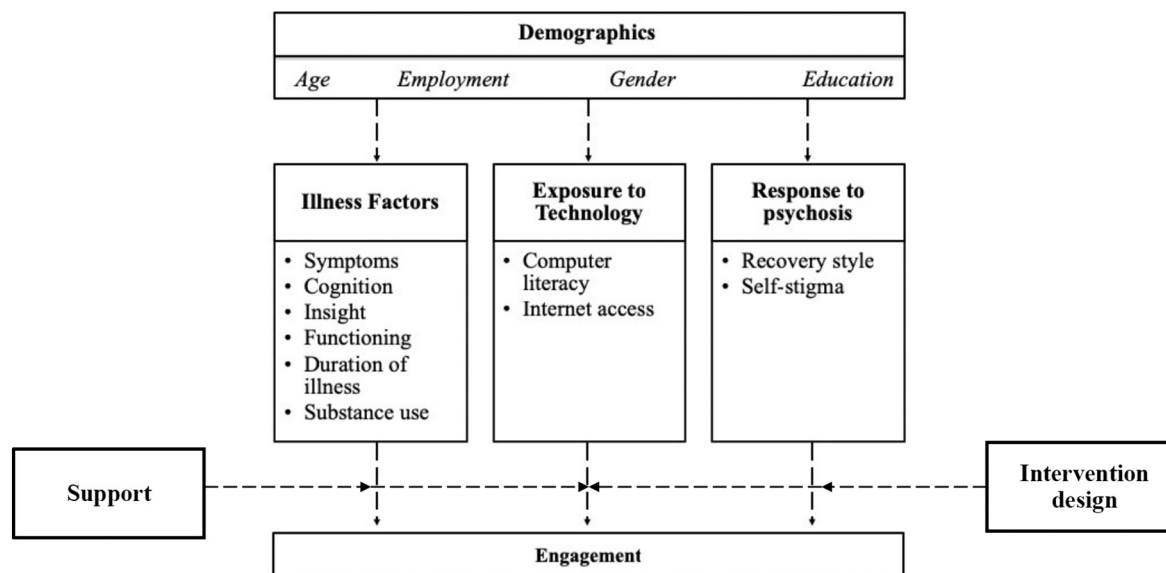 Demographics
Age Employment Gender Education
Illness Factors
• Symptoms
• Cognition
• Insight
• Functioning
• Duration of
illness
• Substance use
Exposure to
Technology
• Computer
literacy
• Internet access
Response to
psychosis
• Recovery style
• Self-stigma
Support
Intervention
design
Engagement